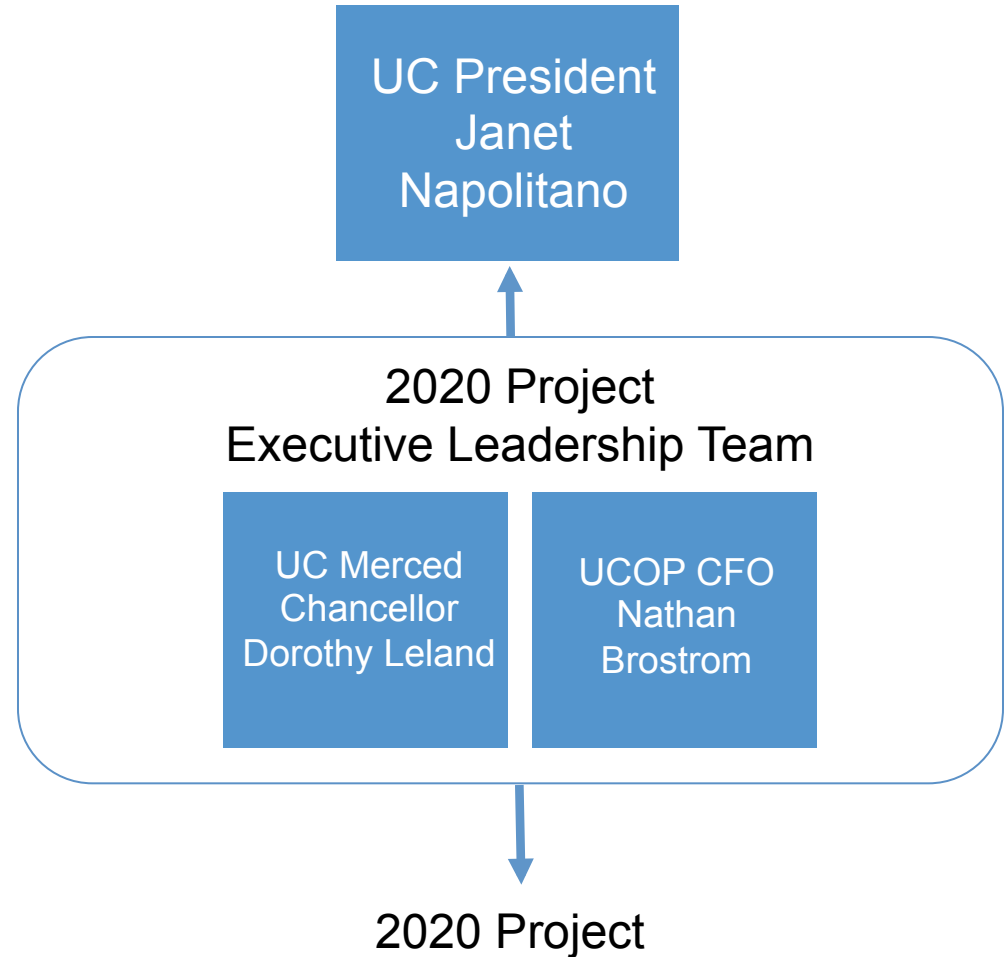 UC President
Janet
Napolitano
2020 Project
Executive Leadership Team
UC Merced
Chancellor
Dorothy Leland
UCOP CFO
Nathan
Brostrom
2020 Project